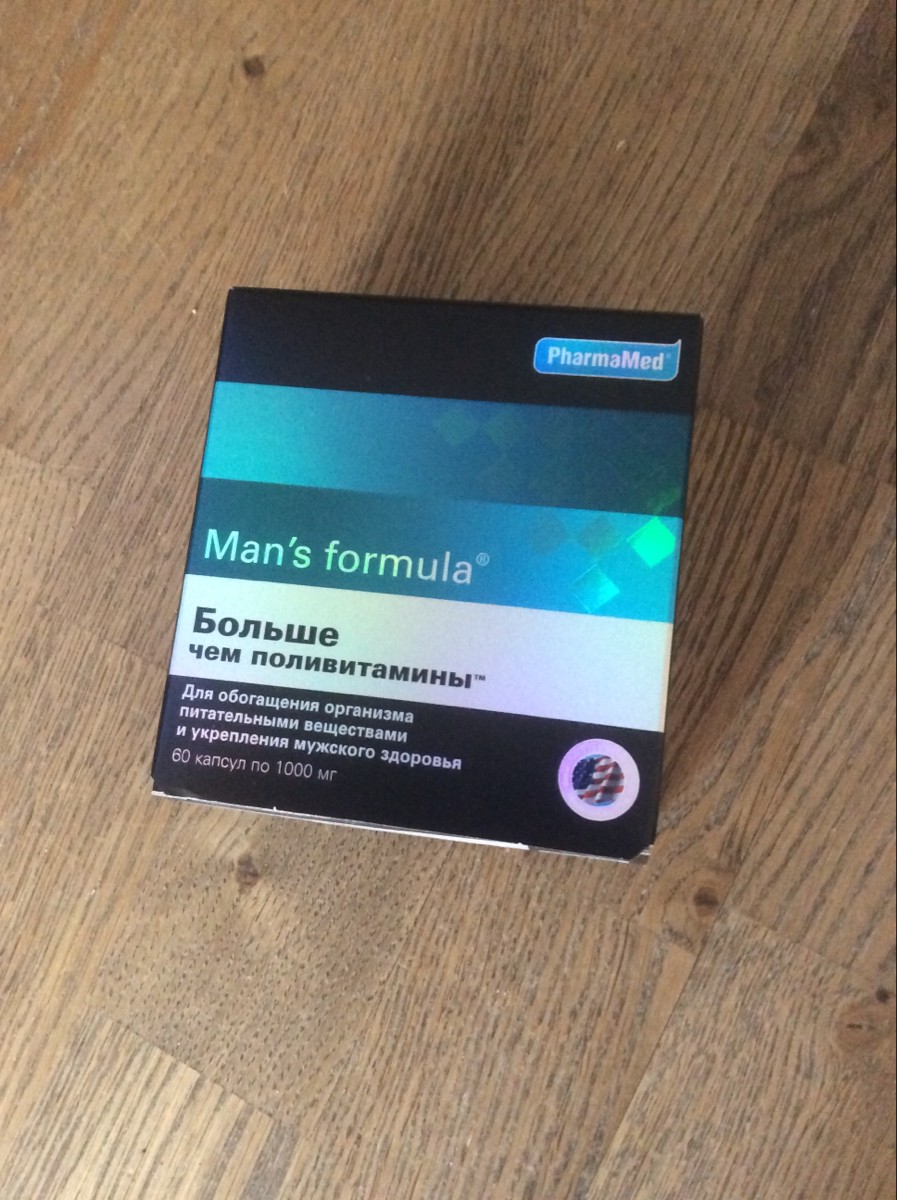 PharmaMed®
Man's formula®
Больше
чем поливитамины™
Для обогащения организма
питательными веществами
и укрепления мужского здоровья
60 капсул по 1000 мг